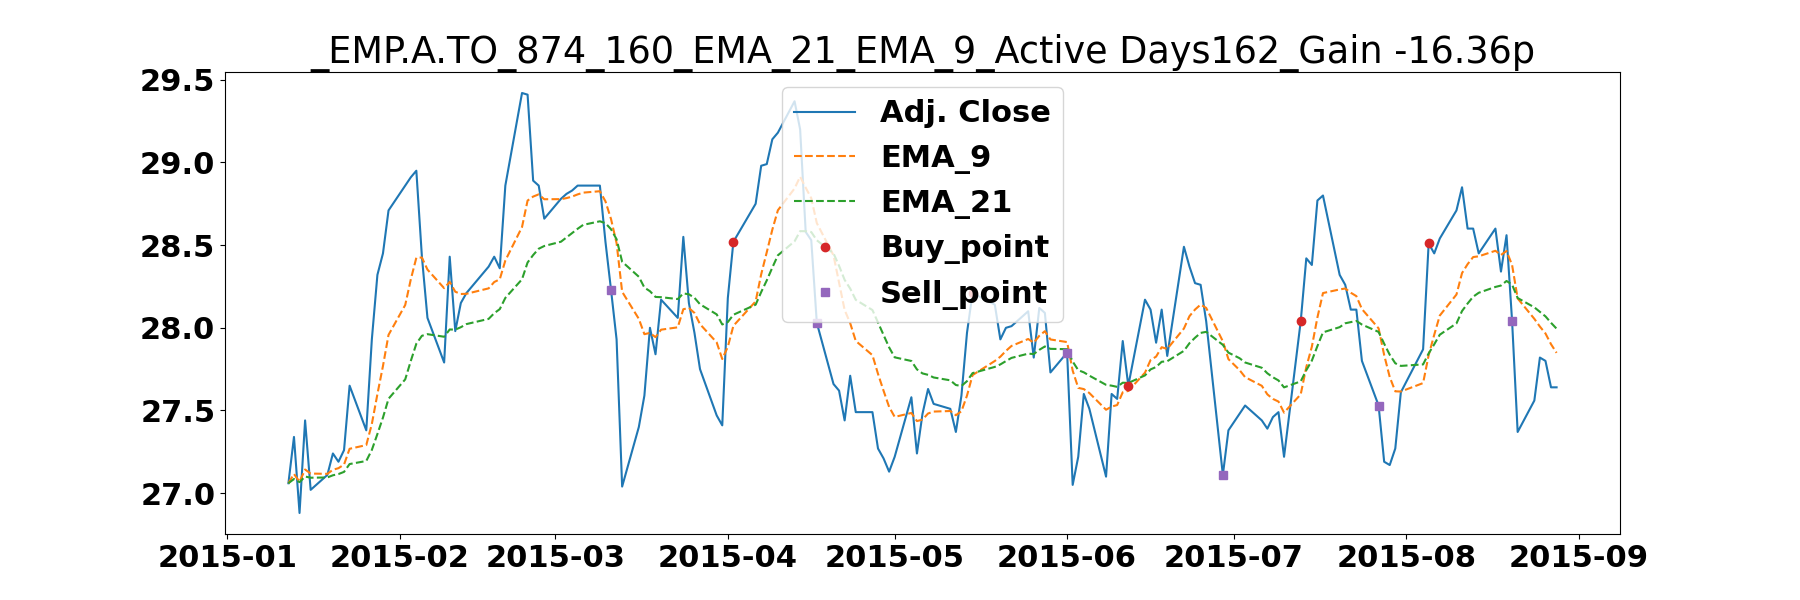 _EMP.A.TO_874_160_EMA_21_EMA_9_Active Days162_Gain -16.36p
29.5
29.0
28.5
28.0
27.5
27.0
Adj. Close
EMA_9
EMA_21
Buy_point
Sell_point
2015-01 2015-02 2015-03 2015-04 2015-05 2015-06 2015-07 2015-08 2015-09